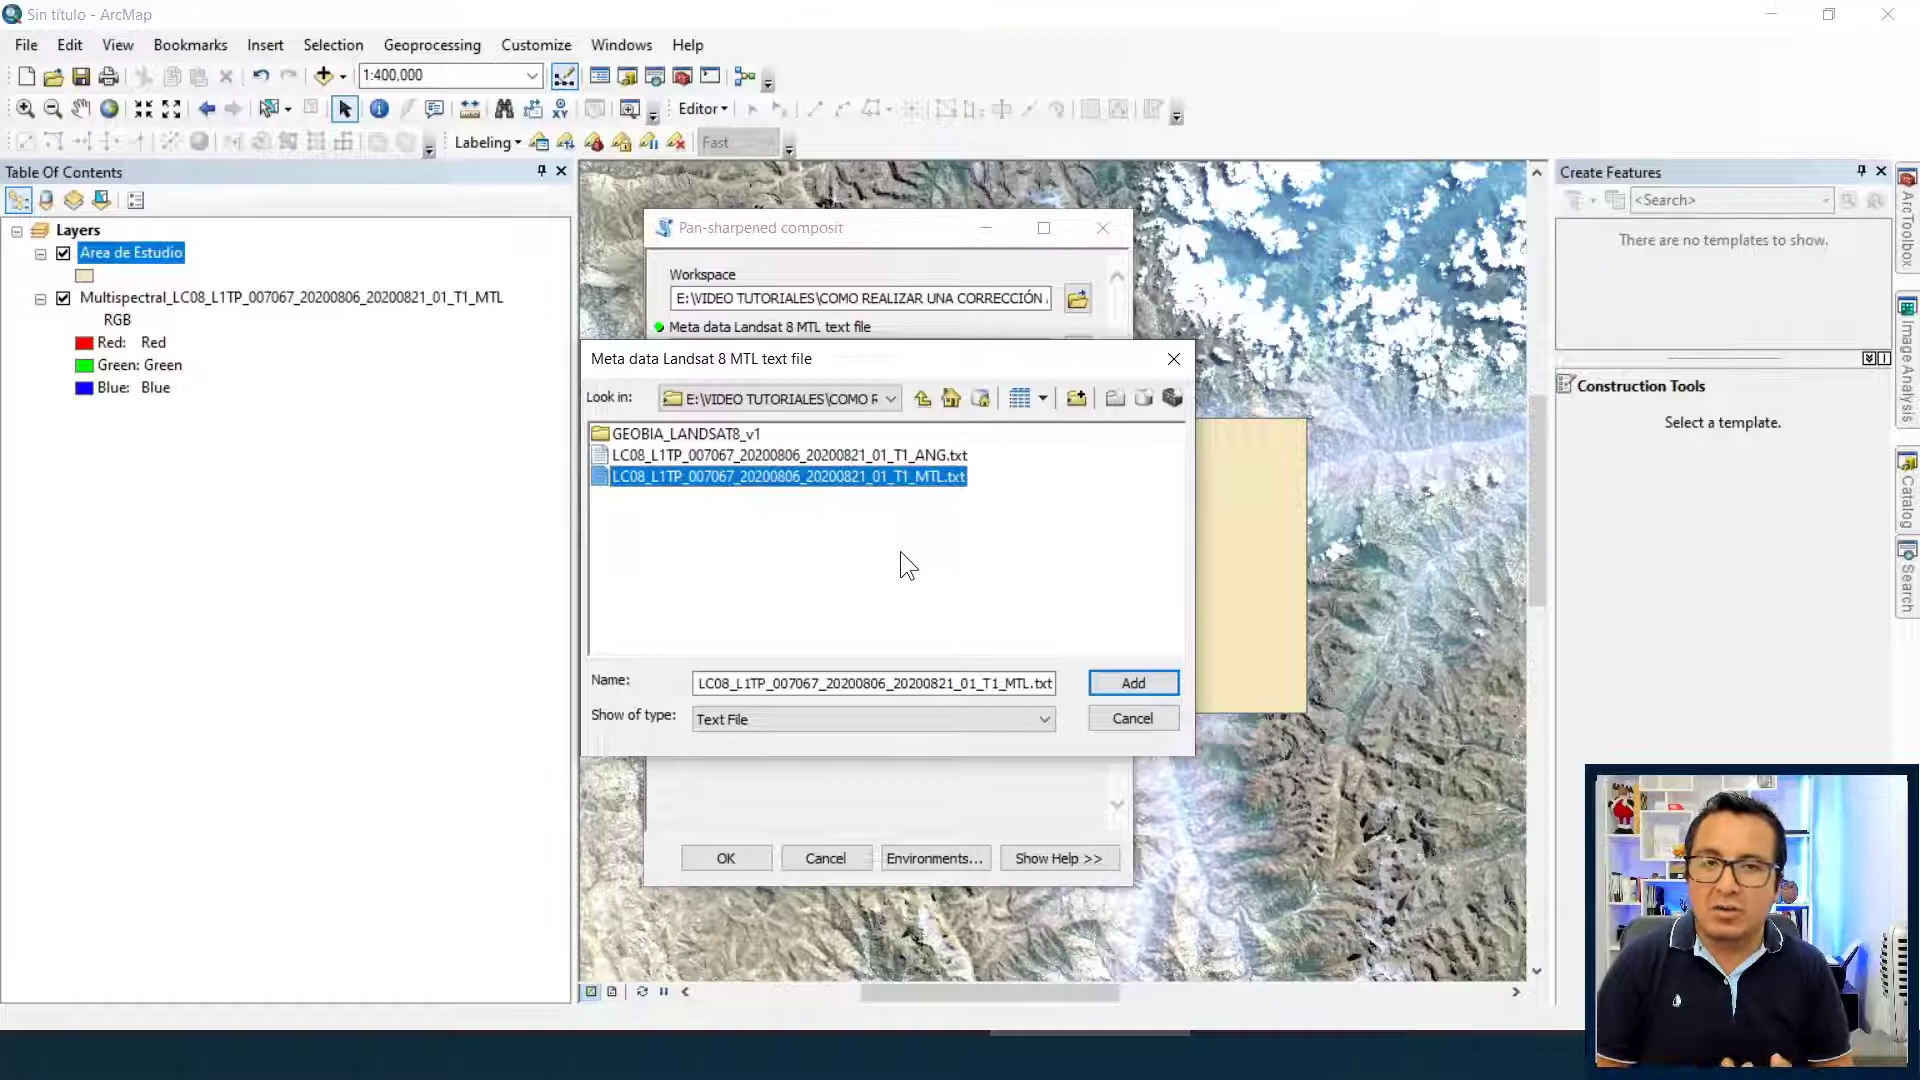 Sin título - ArcMap
File Edit View Bookmarks Insert Selection Geoprocessing Customize Windows Help
1:400,000
Editor
Labeling
Fast
Table Of Contents
Layers
Area de Estudio
Multispectral_LC08_L1TP_007067_20200806_20200821_01_T1_MTL
RGB
Red: Red
Green: Green
Blue: Blue
Pan-sharpened composit
Workspace
E:\VIDEO TUTORIALES\COMO REALIZAR UNA CORRECCIÓN
Meta data Landsat 8 MTL text file
Meta data Landsat 8 MTL text file
Look in:
E:\VIDEO TUTORIALES\COMO R
GEOBIA_LANDSAT8_v1
LC08_L1TP_007067_20200806_20200821_01_T1_ANG.txt
LC08_L1TP_007067_20200806_20200821_01_T1_MTL.txt
Name:
LC08_L1TP_007067_20200806_20200821_01_T1_MTL.txt
Add
Show of type:
Text File
Cancel
OK
Cancel
Environments...
Show Help >>
Create Features
<Search>
There are no templates to show.
Construction Tools
Select a template.
ArcToolbox
Image Analysis
Catalog
Search